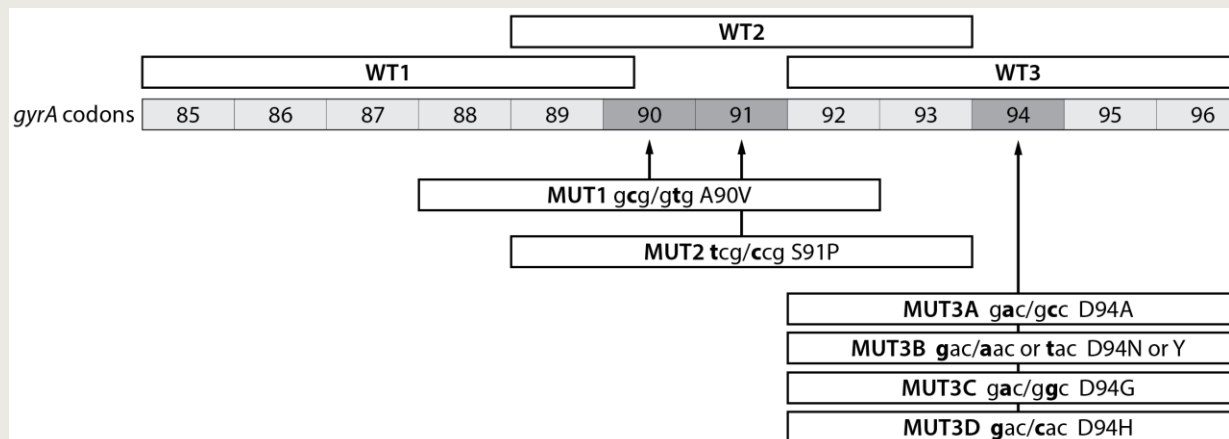 WT2
WT1 WT3
gyrA codons 85 86 87 88 89 90 91 92 93 94 95 96
MUT1 gcg/gtg A90V
MUT2 tcg/ccg S91P
MUT3A gac/gcc D94A
MUT3B gac/aac or tac D94N or Y
MUT3C gac/ggc D94G
MUT3D gac/cac D94H